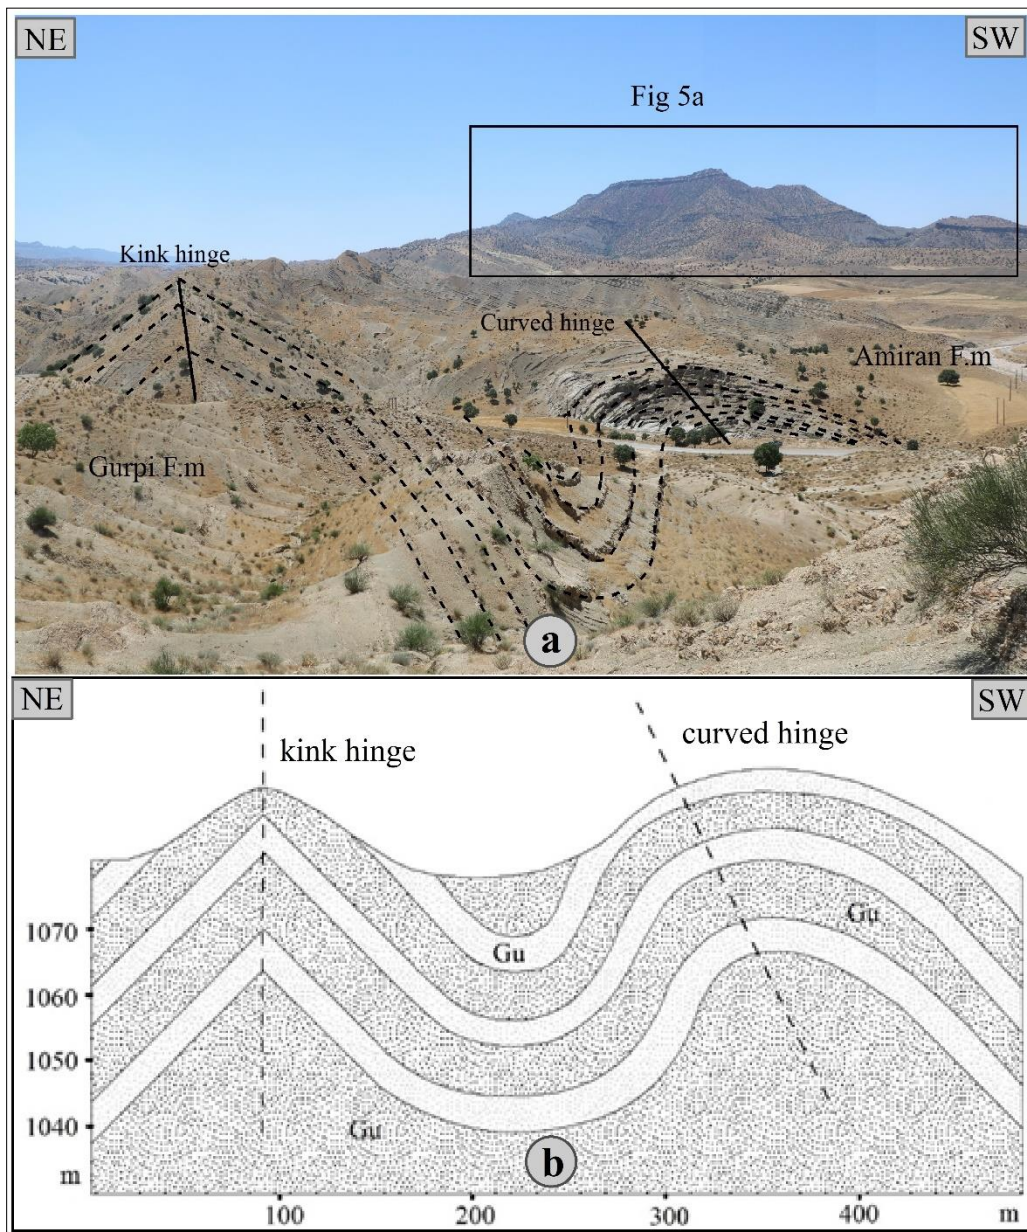 NE
SW
Fig 5a
Kink hinge
Curved hinge
Amiran F.m
Gurpi F.m
a
NE
SW
kink hinge
curved hinge
1070
Gu
Gu
1060
1050
1040
Gu
m
b
100
200
300
400
m